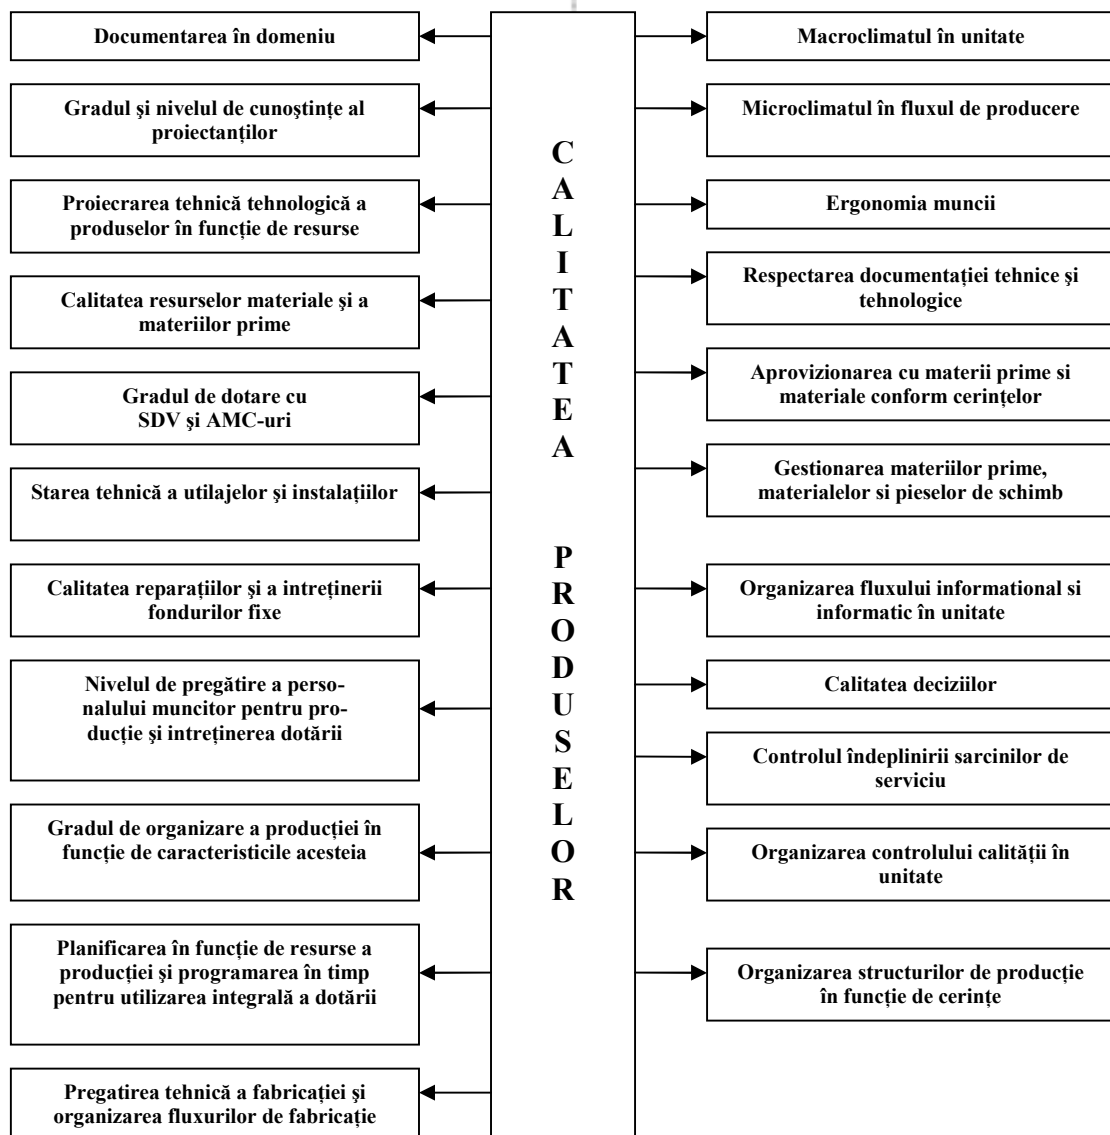 Documentarea în domeniu
Gradul şi nivelul de cunoştinţe al
proiectanţilor
Proiecrarea tehnică tehnologică a
produselor în funcţie de resurse
Calitatea resurselor materiale şi a
materiilor prime
Gradul de dotare cu
SDV şi AMC-uri
Starea tehnică a utilajelor şi instalaţiilor
Calitatea reparaţiilor şi a intreţinerii
fondurilor fixe
Nivelul de pregătire a perso-
nalului muncitor pentru pro-
ducţie şi intreţinerea dotării
Gradul de organizare a producţiei în
funcţie de caracteristicile acesteia
Planificarea în funcţie de resurse a
producţiei şi programarea în timp
pentru utilizarea integrală a dotării
Pregatirea tehnică a fabricaţiei şi
organizarea fluxurilor de fabricaţie
CALITATEA PRODUSELOR
Macroclimatul în unitate
Microclimatul în fluxul de producere
Ergonomia muncii
Respectarea documentaţiei tehnice şi
tehnologice
Aprovizionarea cu materii prime si
materiale conform cerinţelor
Gestionarea materiilor prime,
materialelor si pieselor de schimb
Organizarea fluxului informational si
informatic în unitate
Calitatea deciziilor
Controlul îndeplinirii sarcinilor de
serviciu
Organizarea controlului calităţii în
unitate
Organizarea structurilor de producţie
în funcţie de cerinţe